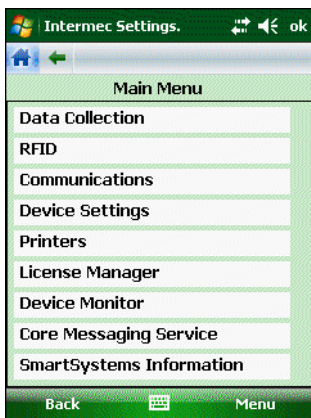 Intermec Settings. ok
Main Menu
Data Collection
RFID
Communications
Device Settings
Printers
License Manager
Device Monitor
Core Messaging Service
SmartSystems Information
Back Menu